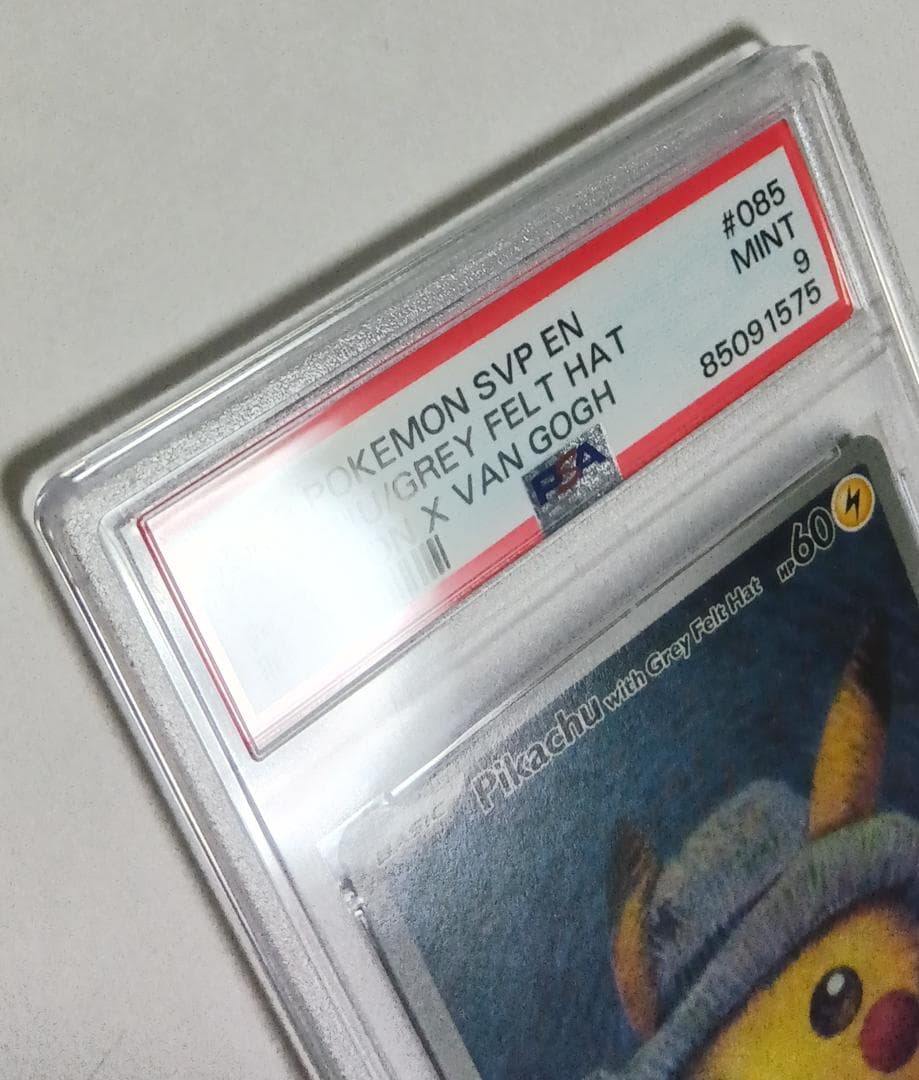 POKEMON SVP EN
#085
/GREY FELT HAT
MINT
X VAN GOGH
9
85091575
PSA
BASIC
Pikachu with Grey Felt Hat HP60